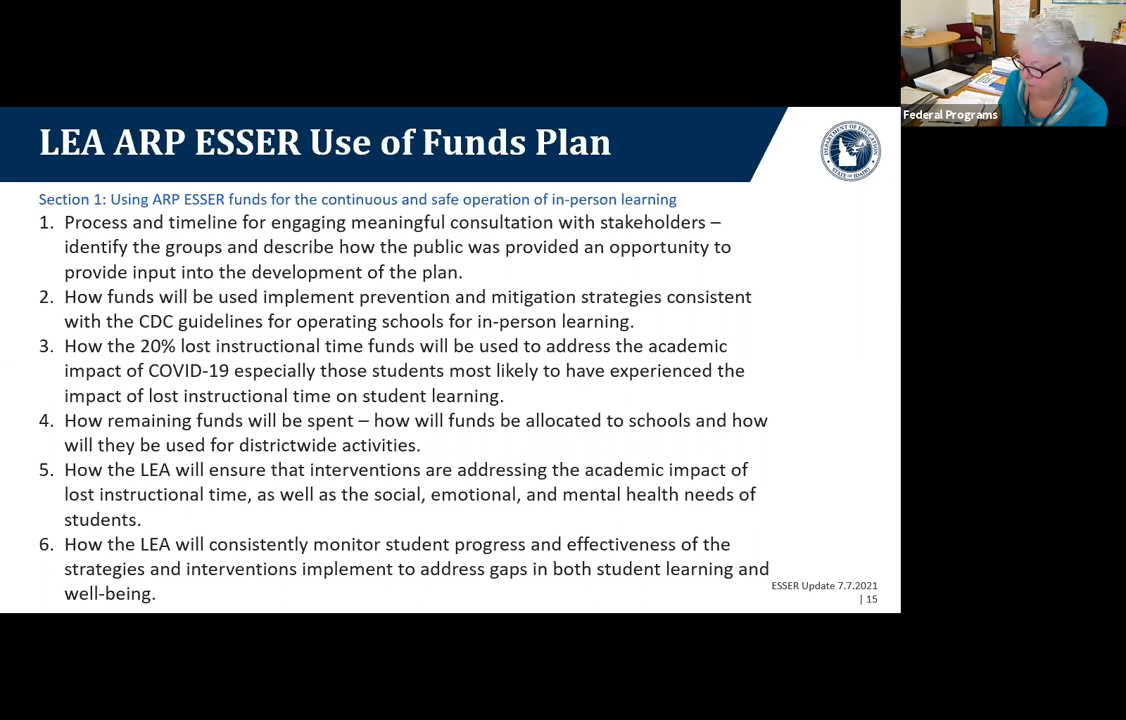 Federal Programs
LEA ARP ESSER Use of Funds Plan
DEPARTMENT OF EDUCATION
STATE OF IDAHO
Section 1: Using ARP ESSER funds for the continuous and safe operation of in-person learning
1. Process and timeline for engaging meaningful consultation with stakeholders –
identify the groups and describe how the public was provided an opportunity to
provide input into the development of the plan.
2. How funds will be used implement prevention and mitigation strategies consistent
with the CDC guidelines for operating schools for in-person learning.
3. How the 20% lost instructional time funds will be used to address the academic
impact of COVID-19 especially those students most likely to have experienced the
impact of lost instructional time on student learning.
4. How remaining funds will be spent – how will funds be allocated to schools and how
will they be used for districtwide activities.
5. How the LEA will ensure that interventions are addressing the academic impact of
lost instructional time, as well as the social, emotional, and mental health needs of
students.
6. How the LEA will consistently monitor student progress and effectiveness of the
strategies and interventions implement to address gaps in both student learning and
well-being.
ESSER Update 7.7.2021
| 15